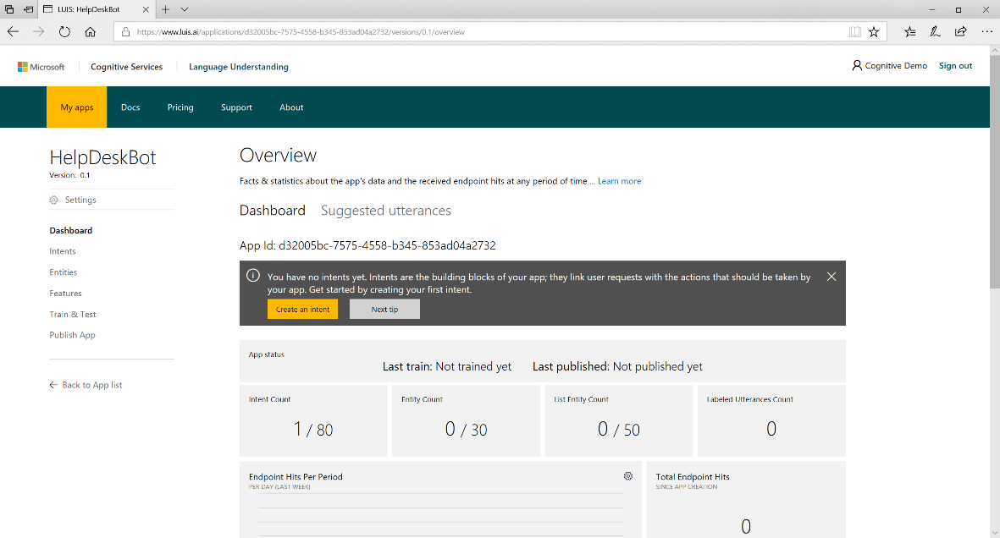 LUIS: HelpDeskBot
https://www.luis.ai/applications/d32005bc-7575-4558-b345-853ad04a2732/versions/0.1/overview
Microsoft Cognitive Services Language Understanding Cognitive Demo Sign out
My apps Docs Pricing Support About
HelpDeskBot
Version: 0.1
Settings
Dashboard
Intents
Entities
Features
Train & Test
Publish App
Back to App list
Overview
Facts & statistics about the app's data and the received endpoint hits at any period of time ... Learn more
Dashboard Suggested utterances
App Id: d32005bc-7575-4558-b345-853ad04a2732
You have no intents yet. Intents are the building blocks of your app; they link user requests with the actions that should be taken by
your app. Get started by creating your first intent.
Create an intent Next tip
App status
Last train: Not trained yet Last published: Not published yet
Intent Count Entity Count List Entity Count Labeled Utterances Count
1 / 80 0 / 30 0 / 50 0
Endpoint Hits Per Period Total Endpoint Hits
PER DAY (LAST WEEK) SINCE APP CREATION
0